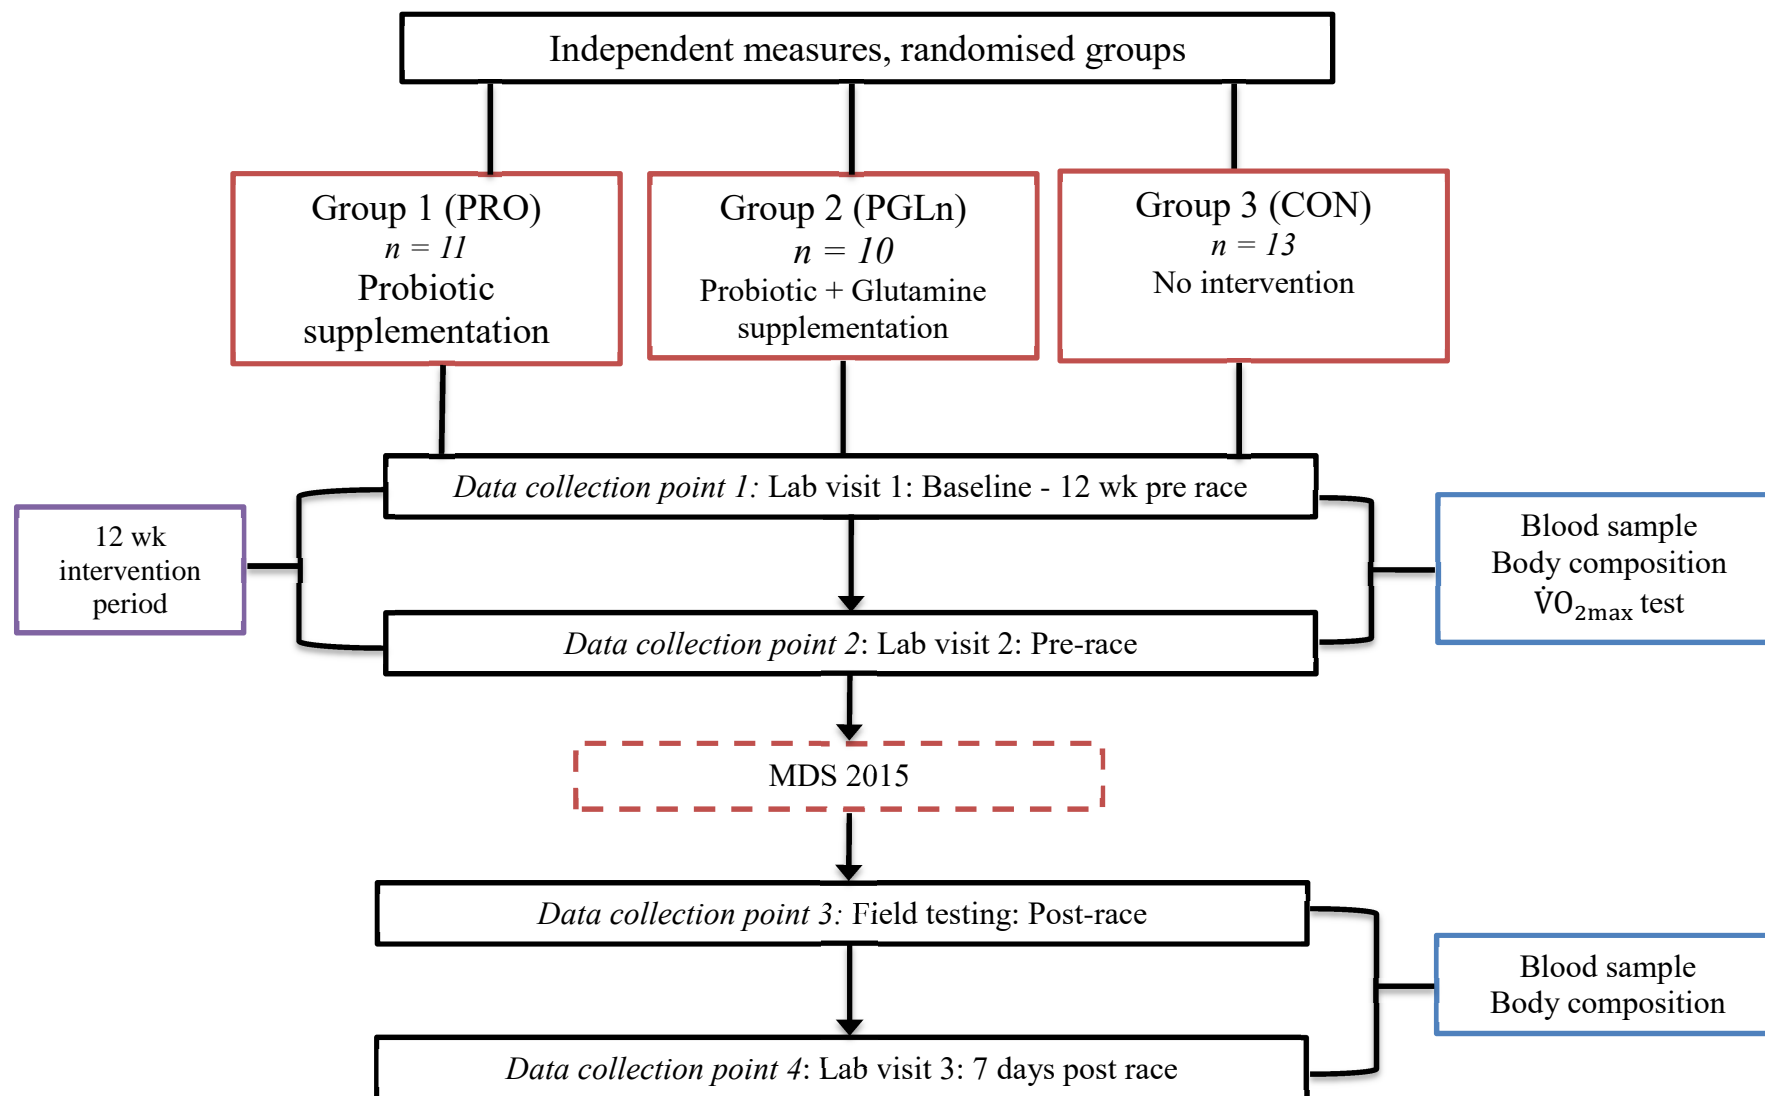 Independent measures, randomised groups
Group 1 (PRO)
n = 11
Probiotic
supplementation
Group 2 (PGLn)
n = 10
Probiotic + Glutamine
supplementation
Group 3 (CON)
n = 13
No intervention
Data collection point 1: Lab visit 1: Baseline - 12 wk pre race
12 wk
intervention
period
Blood sample
Body composition
V̇O₂max test
Data collection point 2: Lab visit 2: Pre-race
MDS 2015
Data collection point 3: Field testing: Post-race
Blood sample
Body composition
Data collection point 4: Lab visit 3: 7 days post race